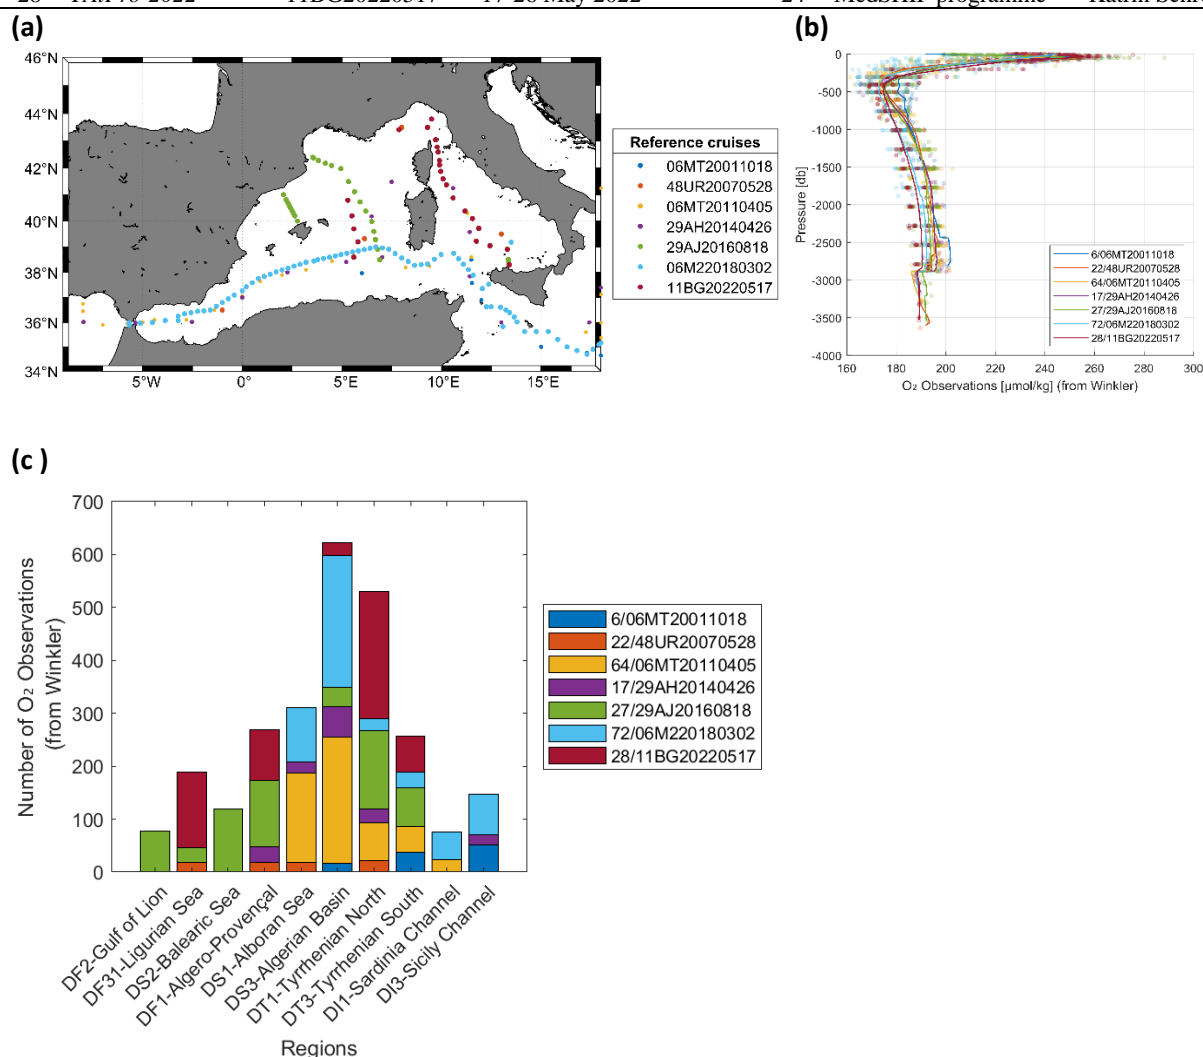 (a)
(b)
46°N
44°N
42°N
40°N
38°N
36°N
34°N
5°W
0°
5°E
10°E
15°E
Reference cruises
06MT20011018
48UR20070528
06MT20110405
29AH20140426
29AJ20160818
06M220180302
11BG20220517
0
-500
-1000
-1500
-2000
-2500
-3000
-3500
-4000
Pressure [db]
6/06MT20011018
22/48UR20070528
64/06MT20110405
17/29AH20140426
27/29AJ20160818
72/06M220180302
28/11BG20220517
160
180
200
220
240
260
280
300
O₂ Observations [µmol/kg] (from Winkler)
(c )
700
600
500
400
300
200
100
0
Number of O₂ Observations
(from Winkler)
6/06MT20011018
22/48UR20070528
64/06MT20110405
17/29AH20140426
27/29AJ20160818
72/06M220180302
28/11BG20220517
DF2-Gulf of Lion
DF31-Ligurian Sea
DS2-Balearic Sea
DF1-Algero-Provençal
DS1-Alboran Sea
DS3-Algerian Basin
DT1-Tyrrhenian North
DT3-Tyrrhenian South
DI1-Sardinia Channel
DI3-Sicily Channel
Regions